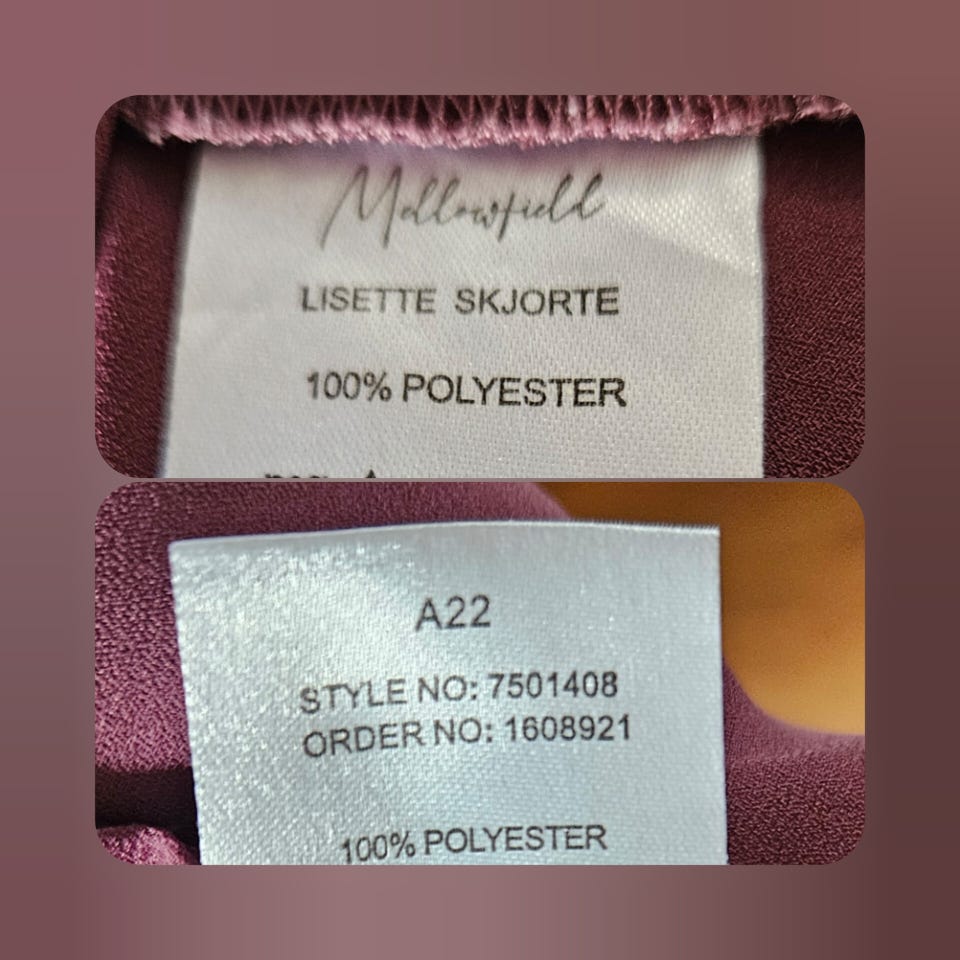 Mellowfield
LISETTE SKJORTE
100% POLYESTER
A22
STYLE NO: 7501408
ORDER NO: 1608921
100% POLYESTER